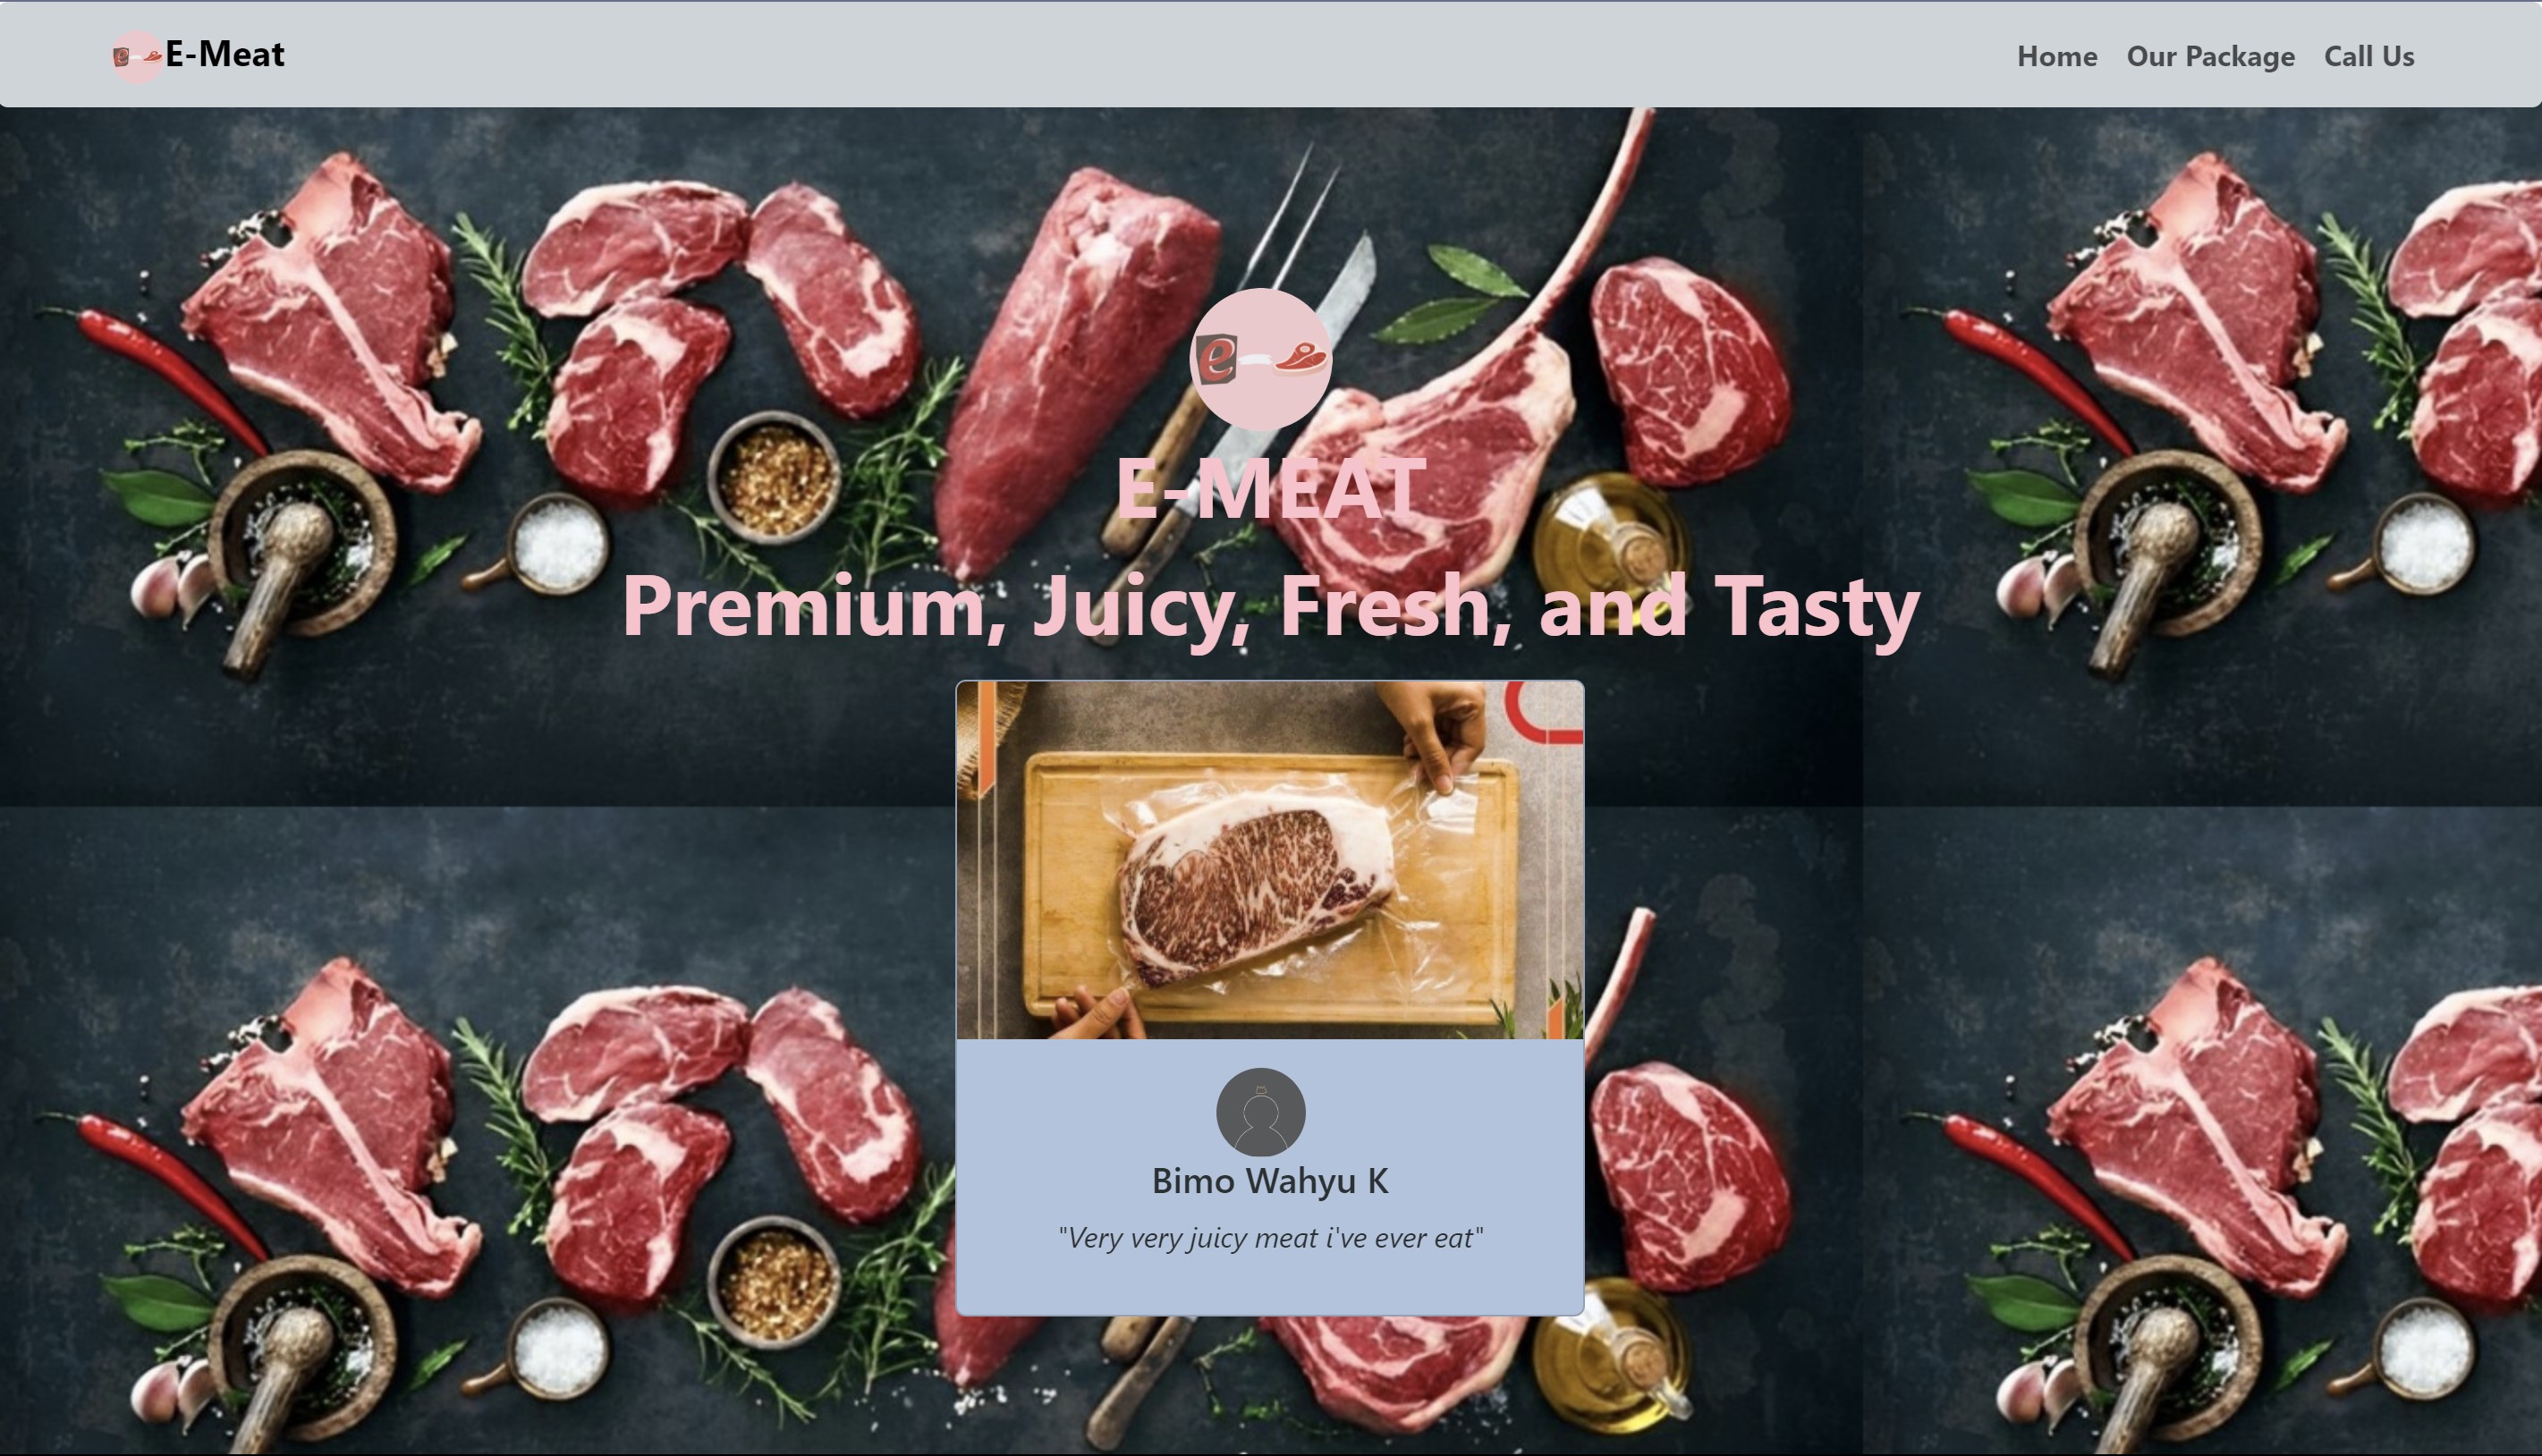 E-Meat
Home Our Package Call Us
e
E-MEAT
Premium, Juicy, Fresh, and Tasty
Bimo Wahyu K
"Very very juicy meat i've ever eat"